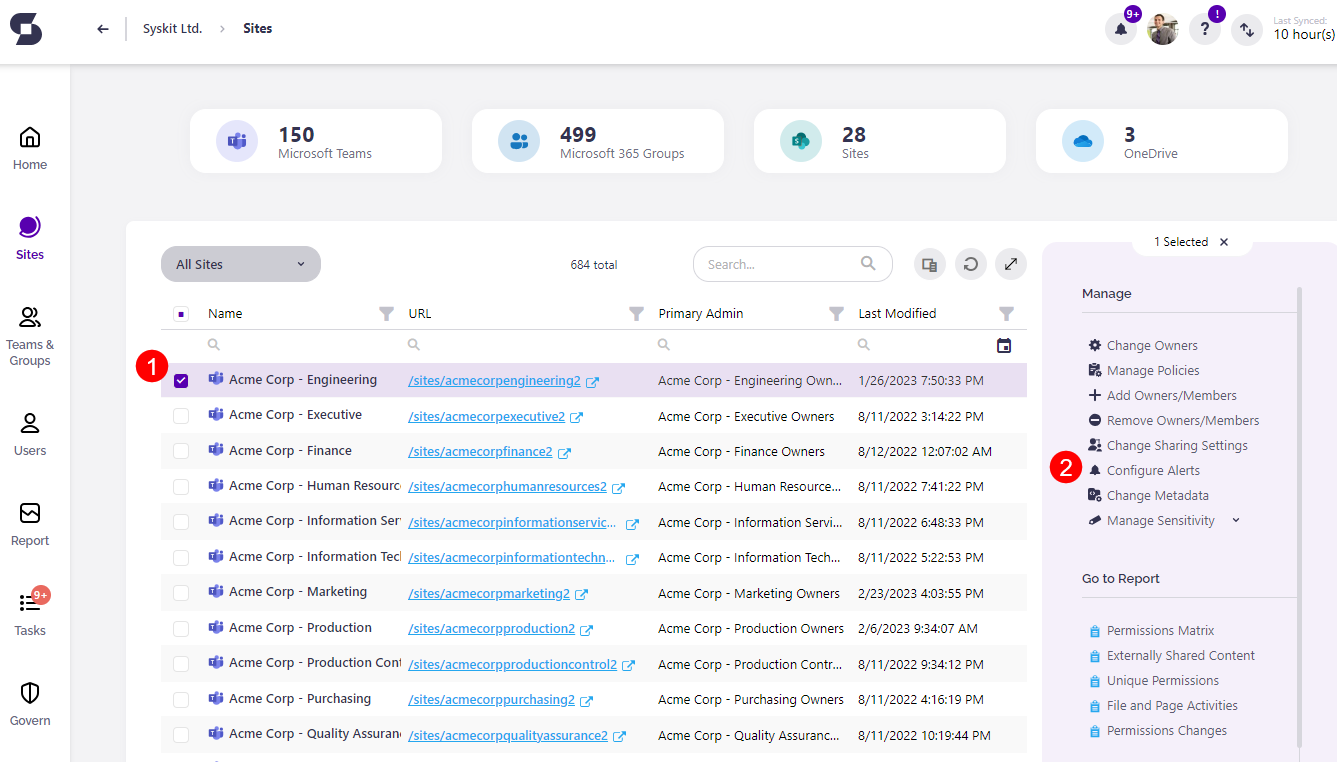 Syskit Ltd. > Sites
9+
!
?
Last Synced:
10 hour(s)
Home
Sites
Teams &
Groups
Users
Report
9+
Tasks
Govern
150
Microsoft Teams
499
Microsoft 365 Groups
28
Sites
3
OneDrive
All Sites
684 total
Search...
Name URL Primary Admin Last Modified
1
Acme Corp - Engineering /sites/acmecorpengineering2 Acme Corp - Engineering Own... 1/26/2023 7:50:33 PM
Acme Corp - Executive /sites/acmecorpexecutive2 Acme Corp - Executive Owners 8/11/2022 3:14:22 PM
Acme Corp - Finance /sites/acmecorpfinance2 Acme Corp - Finance Owners 8/12/2022 12:07:02 AM
Acme Corp - Human Resourc /sites/acmecorphumanresources2 Acme Corp - Human Resource... 8/11/2022 7:41:22 PM
Acme Corp - Information Ser /sites/acmecorpinformationservic... Acme Corp - Information Servi... 8/11/2022 6:48:33 PM
Acme Corp - Information Tec /sites/acmecorpinformationtechn... Acme Corp - Information Tech... 8/11/2022 5:22:53 PM
Acme Corp - Marketing /sites/acmecorpmarketing2 Acme Corp - Marketing Owners 2/23/2023 4:03:55 PM
Acme Corp - Production /sites/acmecorpproduction2 Acme Corp - Production Owners 2/6/2023 9:34:07 AM
Acme Corp - Production Cont /sites/acmecorpproductioncontrol2 Acme Corp - Production Contr... 8/11/2022 9:34:12 PM
Acme Corp - Purchasing /sites/acmecorppurchasing2 Acme Corp - Purchasing Owners 8/11/2022 4:16:19 PM
Acme Corp - Quality Assuran /sites/acmecorpqualityassurance2 Acme Corp - Quality Assuranc... 8/11/2022 10:19:44 PM
1 Selected
Manage
Change Owners
Manage Policies
Add Owners/Members
Remove Owners/Members
Change Sharing Settings
2
Configure Alerts
Change Metadata
Manage Sensitivity
Go to Report
Permissions Matrix
Externally Shared Content
Unique Permissions
File and Page Activities
Permissions Changes